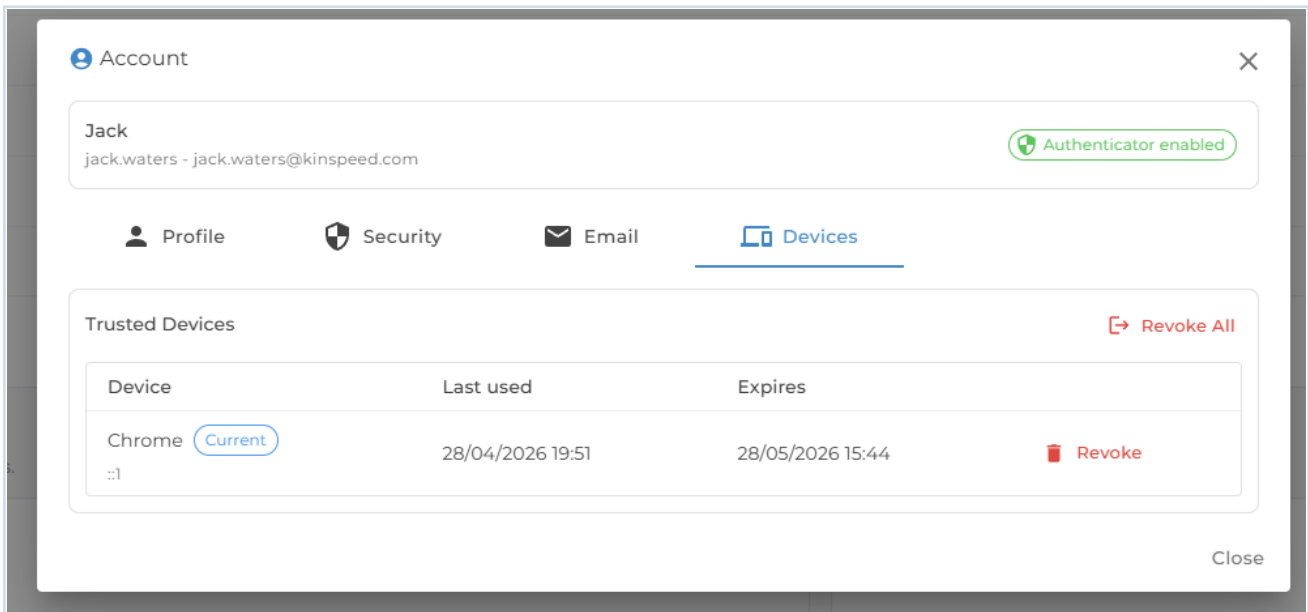 Account
Jack
Authenticator enabled
jack.waters - jack.waters@kinspeed.com
Profile
Security
Email
Devices
Trusted Devices
Revoke All
Device
Last used
Expires
Chrome
Current
28/04/2026 19:51
28/05/2026 15:44
Revoke
::1
s.
Close